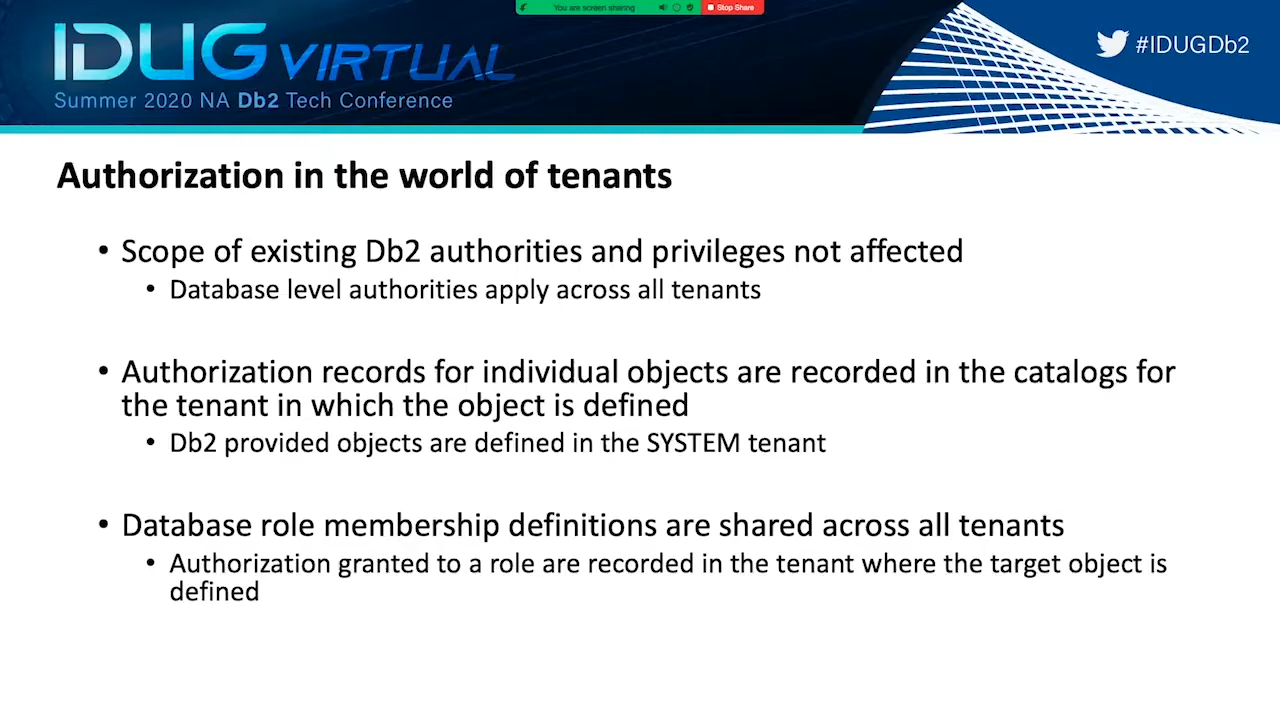 You are screen sharing
Stop Share
IDUG VIRTUAL
#IDUGDb2
Summer 2020 NA Db2 Tech Conference
Authorization in the world of tenants
• Scope of existing Db2 authorities and privileges not affected
• Database level authorities apply across all tenants
• Authorization records for individual objects are recorded in the catalogs for
the tenant in which the object is defined
• Db2 provided objects are defined in the SYSTEM tenant
• Database role membership definitions are shared across all tenants
• Authorization granted to a role are recorded in the tenant where the target object is
defined